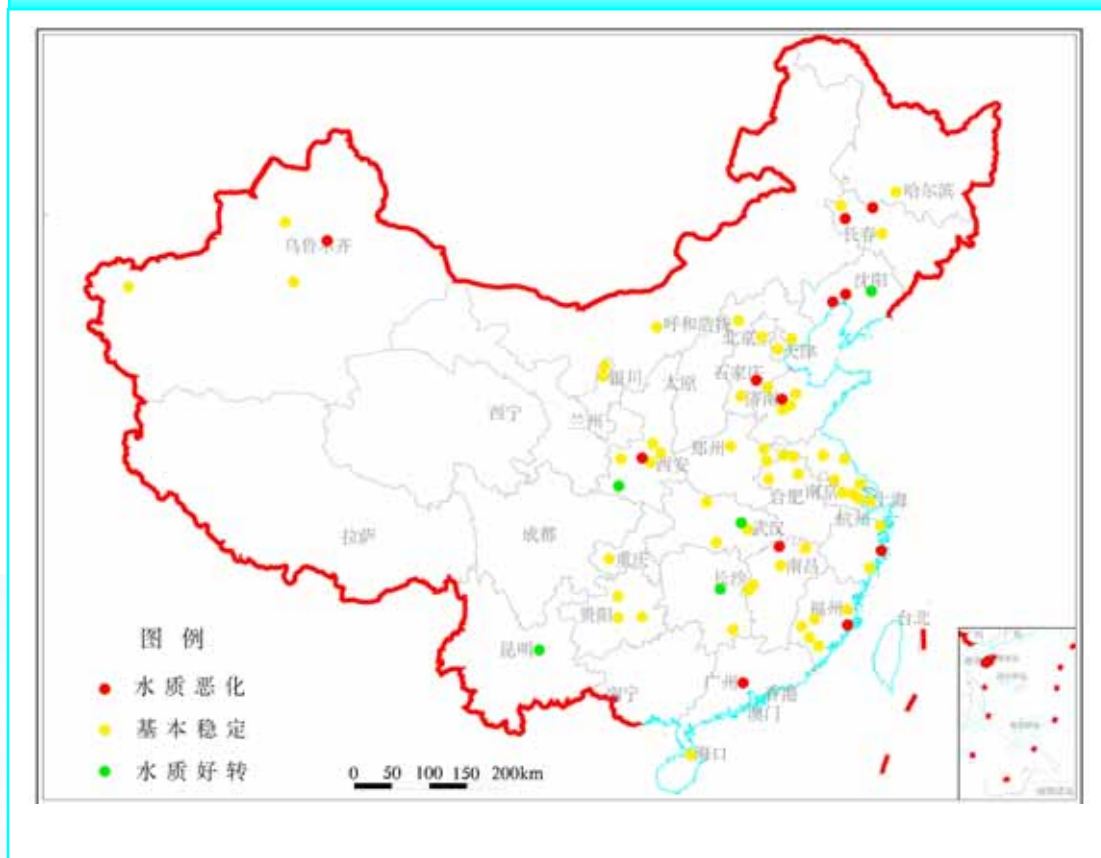 哈尔滨
长春
乌鲁木齐
沈阳
呼和浩特
北京
天津
银川
太原
石家庄
济南
西宁
兰州
郑州
西安
合肥
南京
上海
杭州
拉萨
成都
武汉
重庆
南昌
长沙
贵阳
福州
台北
昆明
广州
南宁
香港
澳门
海口
图 例
水 质 恶 化
基 本 稳 定
水 质 好 转
0 50 100 150 200km